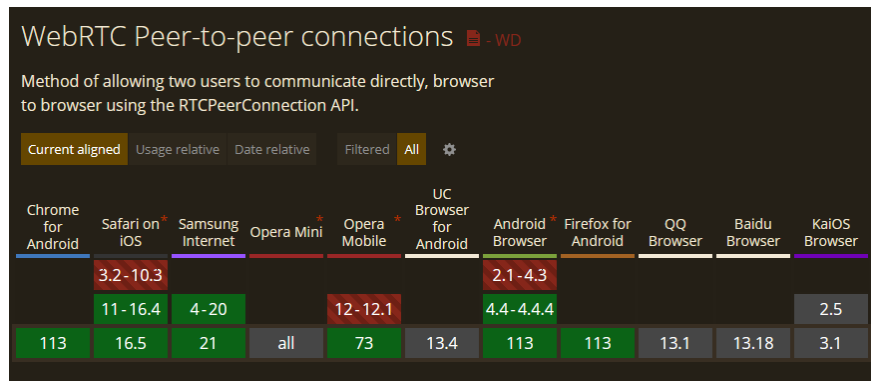 WebRTC Peer-to-peer connections - WD
Method of allowing two users to communicate directly, browser
to browser using the RTCPeerConnection API.
Current aligned Usage relative Date relative Filtered All
Chrome for Android
Safari on iOS *
Samsung Internet
Opera Mini *
Opera Mobile *
UC Browser for Android
Android Browser *
Firefox for Android
QQ Browser
Baidu Browser
KaiOS Browser
3.2-10.3 2.1-4.3
11-16.4 4-20 12-12.1 4.4-4.4.4 2.5
113 16.5 21 all 73 13.4 113 113 13.1 13.18 3.1